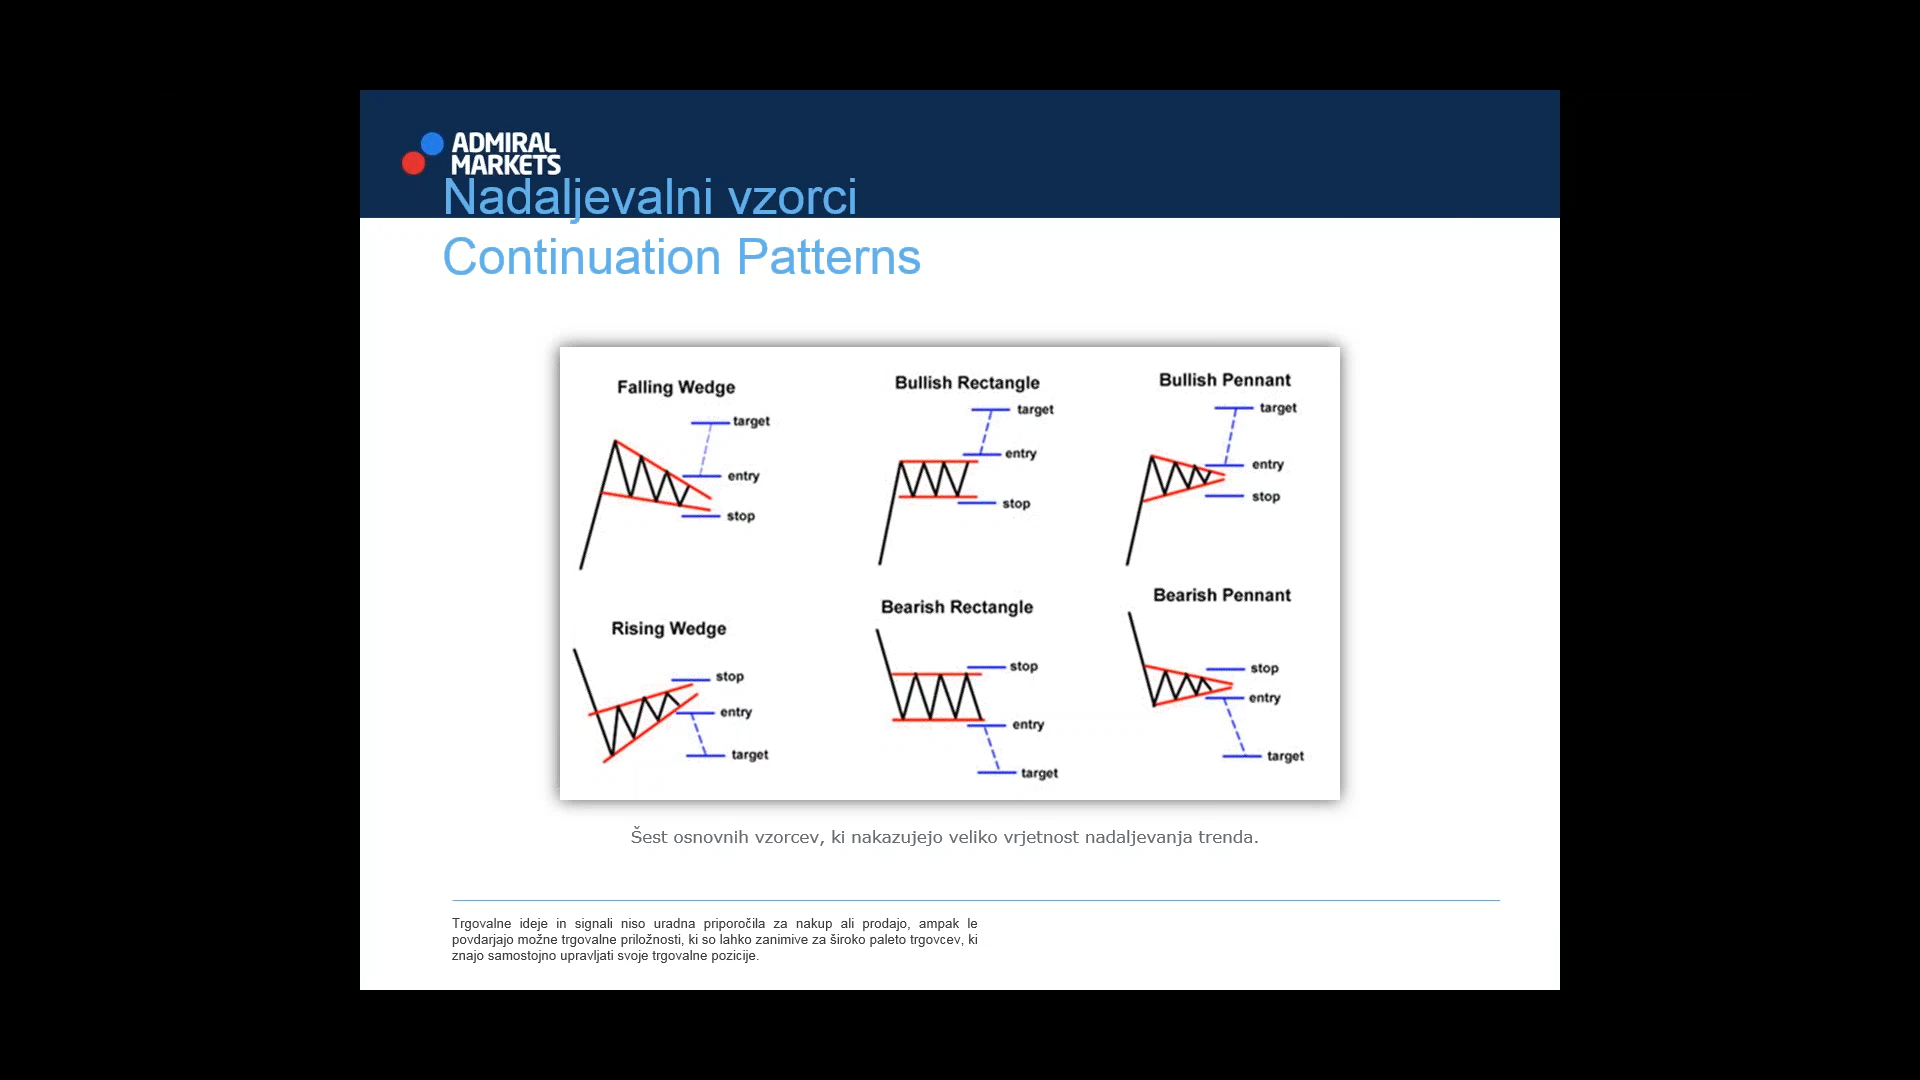 ADMIRAL
MARKETS
Nadaljevalni vzorci
Continuation Patterns
Falling Wedge
target
entry
stop
Bullish Rectangle
target
entry
stop
Bullish Pennant
target
entry
stop
Rising Wedge
stop
entry
target
Bearish Rectangle
stop
entry
target
Bearish Pennant
stop
entry
target
Šest osnovnih vzorcev, ki nakazujejo veliko vrjetnost nadaljevanja trenda.
Trgovalne ideje in signali niso uradna priporočila za nakup ali prodajo, ampak le
povdarjajo možne trgovalne priložnosti, ki so lahko zanimive za široko paleto trgovcev, ki
znajo samostojno upravljati svoje trgovalne pozicije.